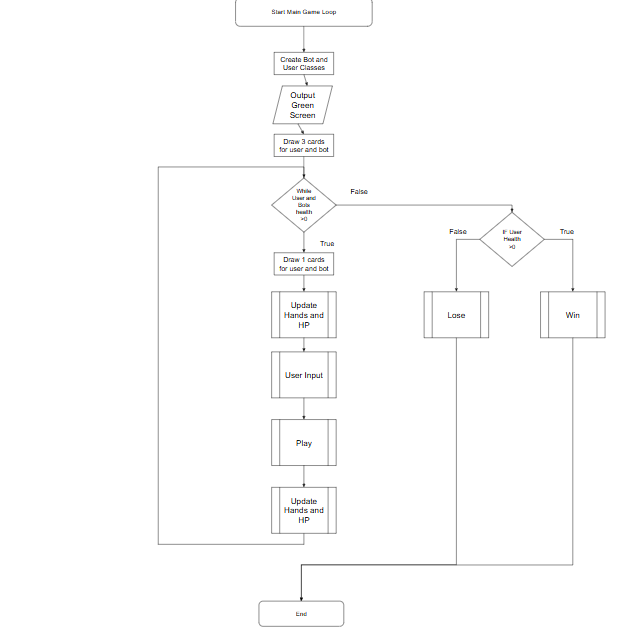 Start Main Game Loop
Create Bot and
User Classes
Output
Green
Screen
Draw 3 cards
for user and bot
While
User and
Bots
health
>0
False
True
Draw 1 cards
for user and bot
Update
Hands and
HP
User Input
Play
Update
Hands and
HP
IF User
Health
>0
False
True
Lose
Win
End